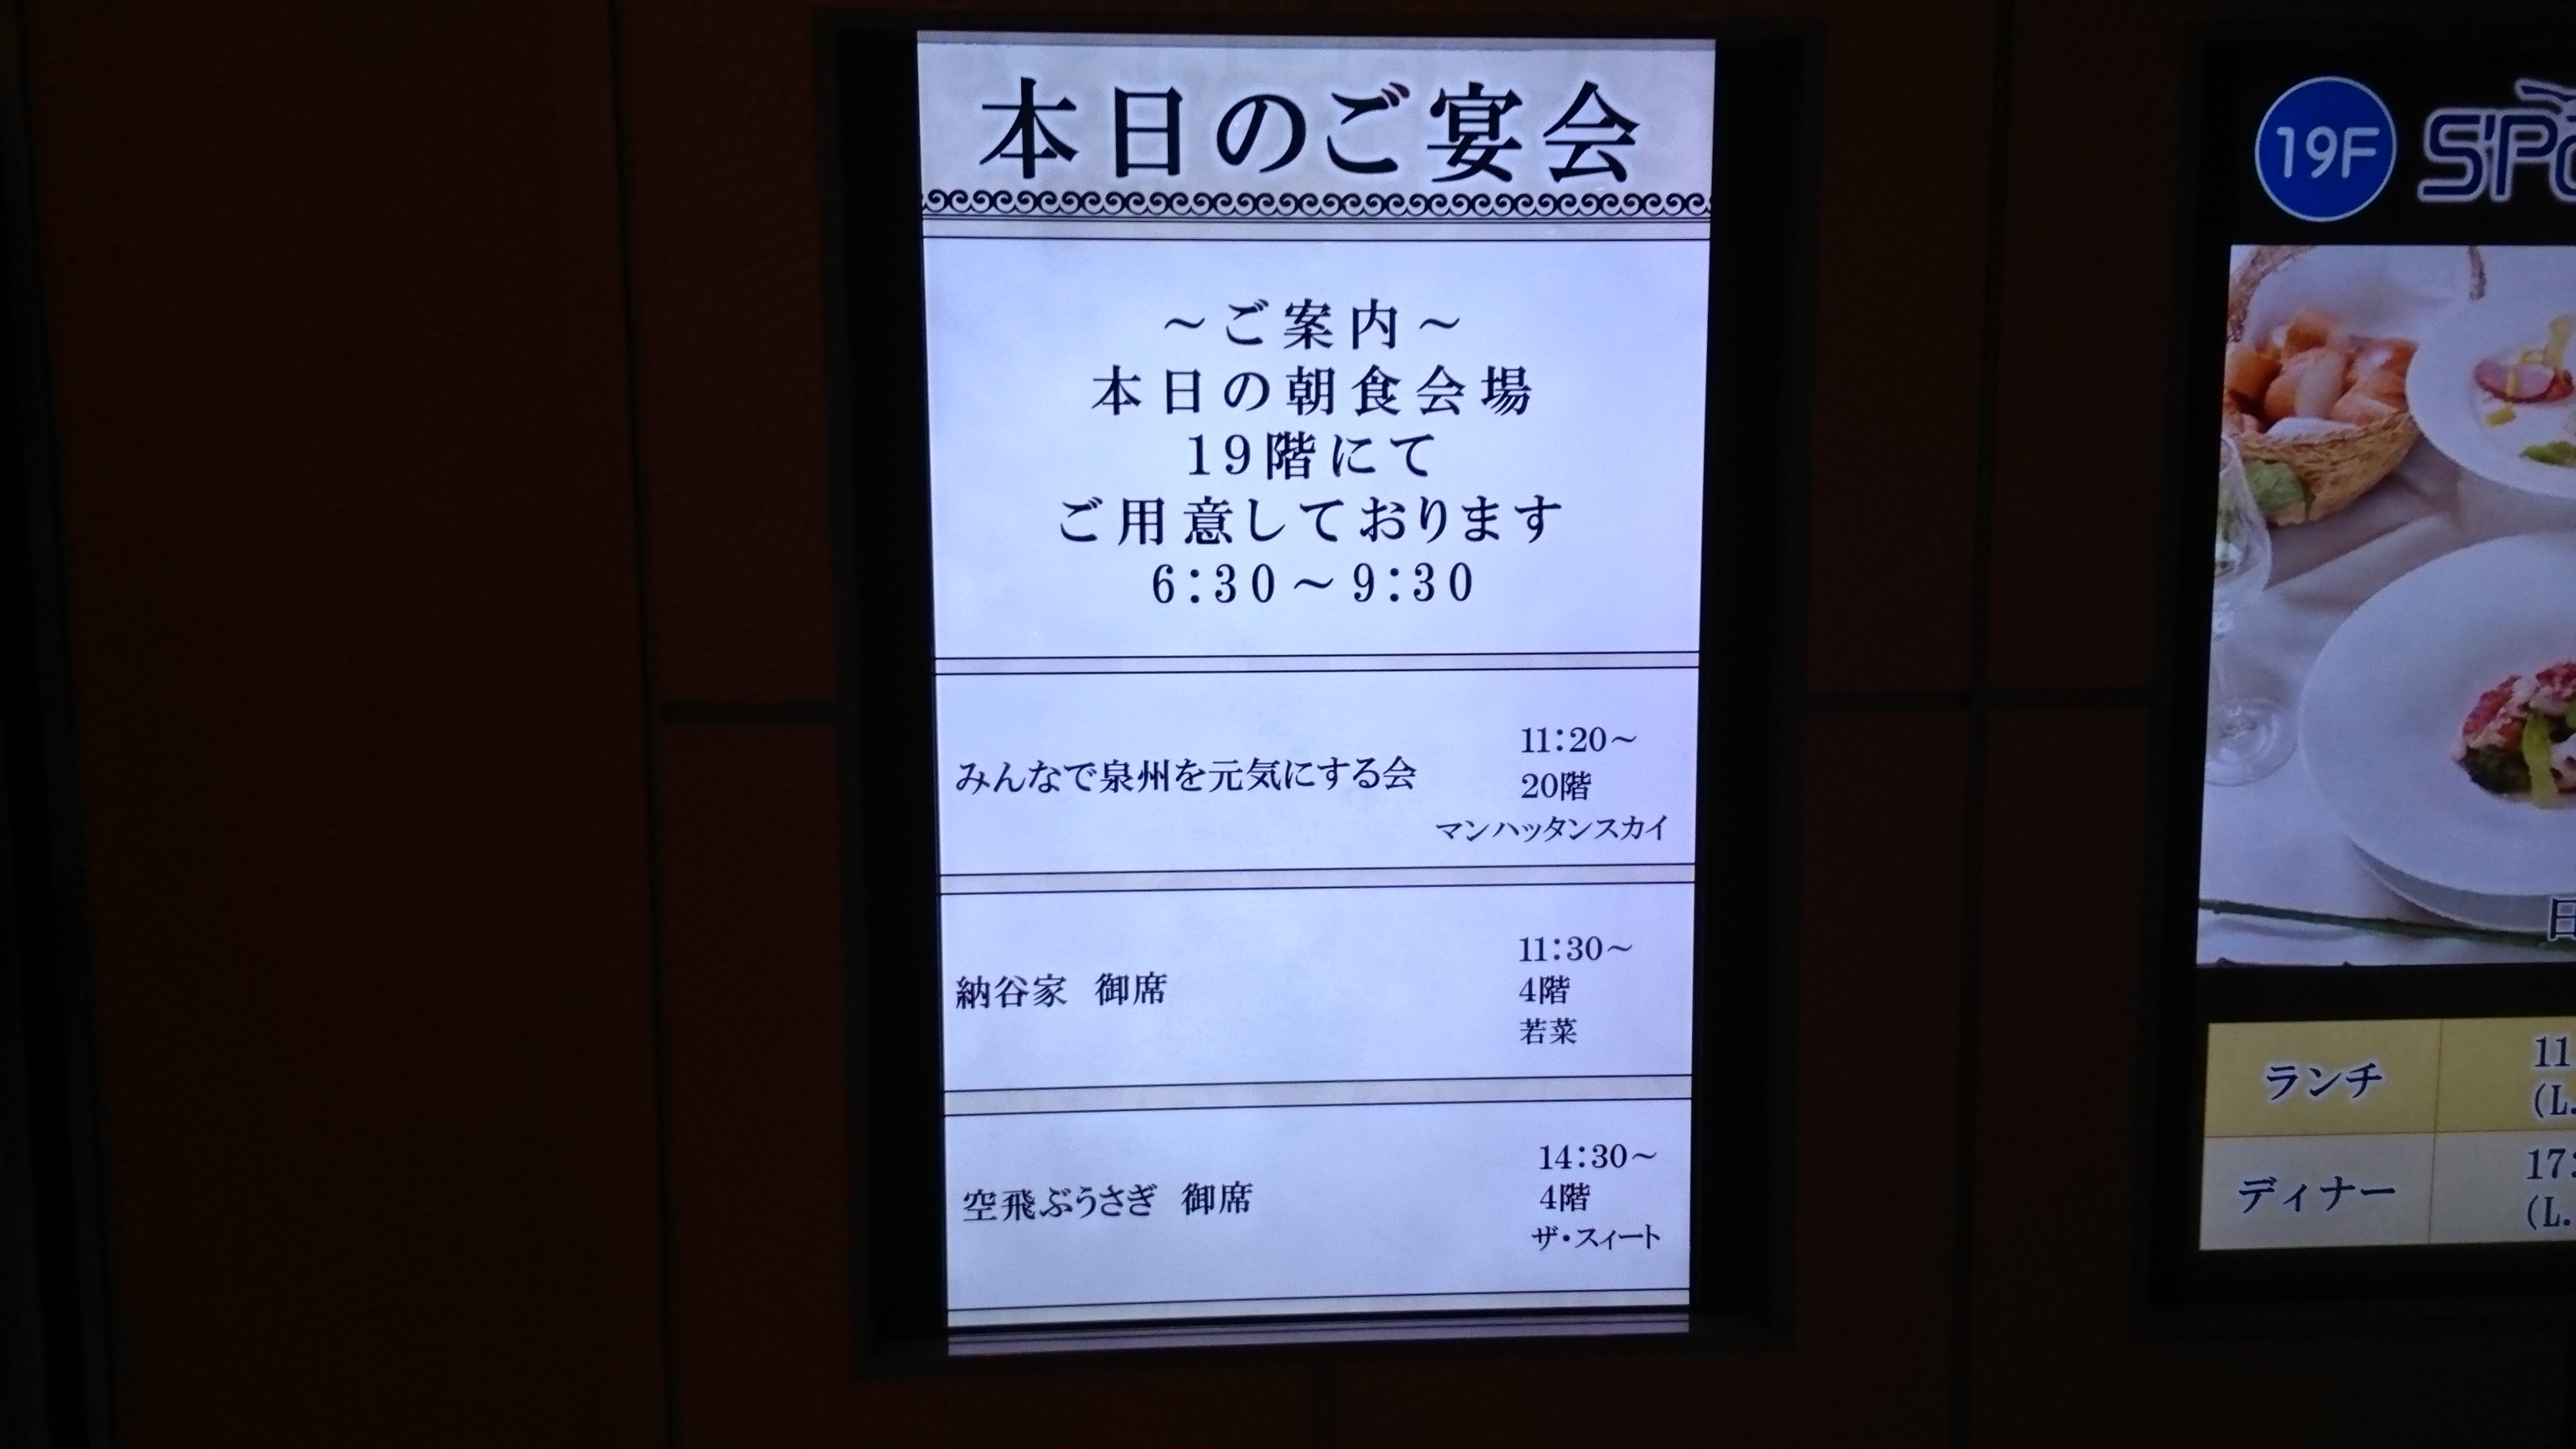 本日のご宴会
～ご案内～
本日の朝食会場
19階にて
ご用意しております
6:30～9:30
みんなで泉州を元気にする会
11:20～
20階
マンハッタンスカイ
納谷家 御席
11:30～
4階
若菜
空飛ぶうさぎ 御席
14:30～
4階
ザ・スィート
19F
ランチ
11
(L.
ディナー
17:
(L.